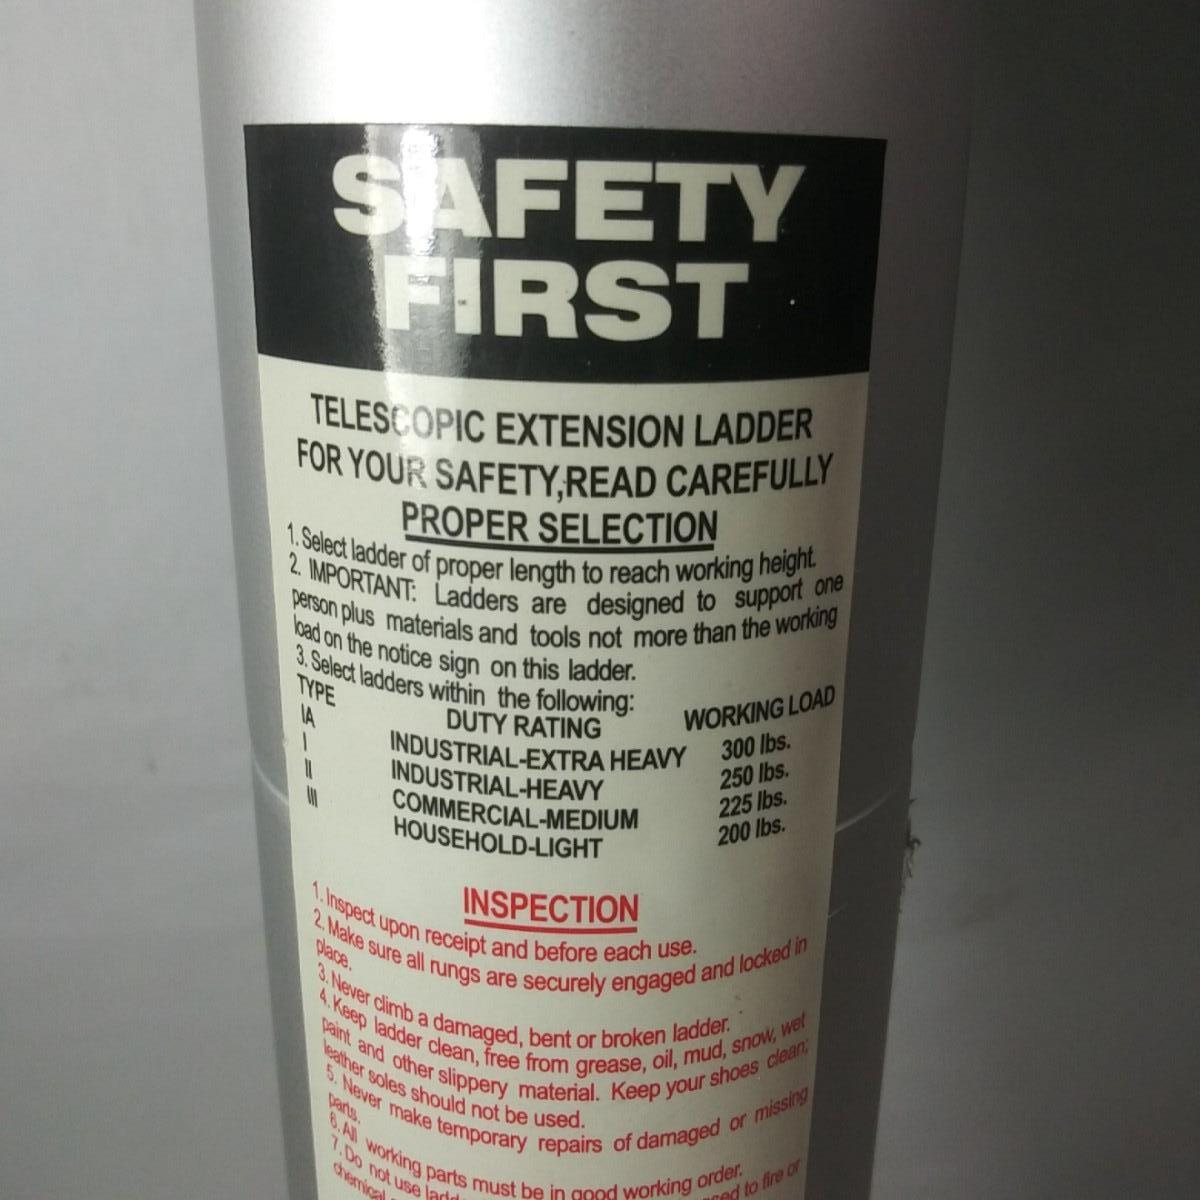 SAFETY
FIRST
TELESCOPIC EXTENSION LADDER
FOR YOUR SAFETY,READ CAREFULLY
PROPER SELECTION
1. Select ladder of proper length to reach working height.
2. IMPORTANT: Ladders are designed to support one
person plus materials and tools not more than the working
load on the notice sign on this ladder.
3. Select ladders within the following:
TYPE DUTY RATING WORKING LOAD
IA INDUSTRIAL-EXTRA HEAVY 300 lbs.
I INDUSTRIAL-HEAVY 250 lbs.
II COMMERCIAL-MEDIUM 225 lbs.
III HOUSEHOLD-LIGHT 200 lbs.
INSPECTION
1. Inspect upon receipt and before each use.
2. Make sure all rungs are securely engaged and locked in
place.
3. Never climb a damaged, bent or broken ladder.
4. Keep ladder clean, free from grease, oil, mud, snow, wet
paint and other slippery material. Keep your shoes clean;
leather soles should not be used.
5. Never make temporary repairs of damaged or missing
parts.
6. All working parts must be in good working order.
7. Do not use to fire or
chemical